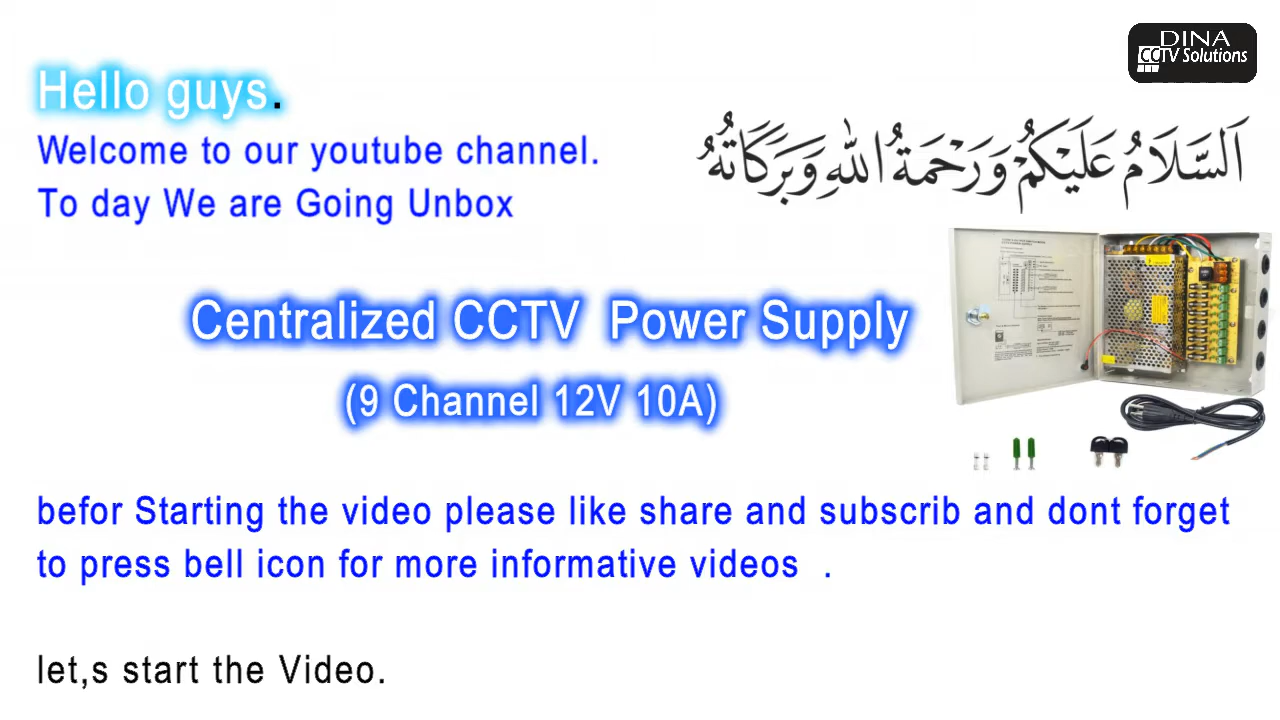 DINA
CCTV Solutions
Hello guys.
Welcome to our youtube channel.
To day We are Going Unbox
اَلسَّلَامُ عَلَيْكُمْ وَرَحْمَةُ اللهِ وَبَرَكَاتُهُ
Centralized CCTV Power Supply
(9 Channel 12V 10A)
befor Starting the video please like share and subscrib and dont forget
to press bell icon for more informative videos .
let,s start the Video.